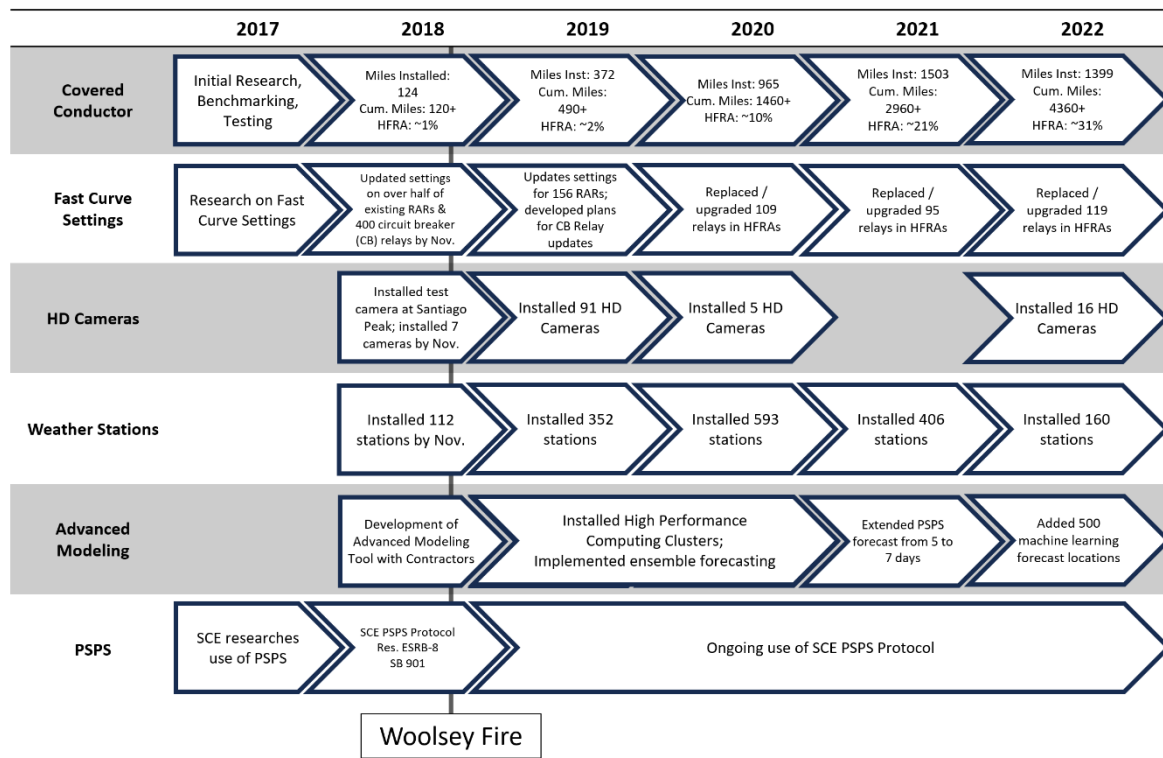 2017 2018 2019 2020 2021 2022
Covered
Conductor
Initial Research,
Benchmarking,
Testing
Miles Installed:
124
Cum. Miles: 120+
HFRA: ~1%
Miles Inst: 372
Cum. Miles:
490+
HFRA: ~2%
Miles Inst: 965
Cum. Miles: 1460+
HFRA: ~10%
Miles Inst: 1503
Cum. Miles:
2960+
HFRA: ~21%
Miles Inst: 1399
Cum. Miles:
4360+
HFRA: ~31%
Fast Curve
Settings
Research on Fast
Curve Settings
Updated settings
on over half of
existing RARs &
400 circuit breaker
(CB) relays by Nov.
Updates settings
for 156 RARs;
developed plans
for CB Relay
updates
Replaced /
upgraded 109
relays in HFRAs
Replaced /
upgraded 95
relays in HFRAs
Replaced /
upgraded 119
relays in HFRAs
HD Cameras
Installed test
camera at Santiago
Peak; installed 7
cameras by Nov.
Installed 91 HD
Cameras
Installed 5 HD
Cameras
Installed 16 HD
Cameras
Weather Stations
Installed 112
stations by Nov.
Installed 352
stations
Installed 593
stations
Installed 406
stations
Installed 160
stations
Advanced
Modeling
Development of
Advanced Modeling
Tool with Contractors
Installed High Performance
Computing Clusters;
Implemented ensemble forecasting
Extended PSPS
forecast from 5 to
7 days
Added 500
machine learning
forecast locations
PSPS
SCE researches
use of PSPS
SCE PSPS Protocol
Res. ESRB-8
SB 901
Ongoing use of SCE PSPS Protocol
Woolsey Fire